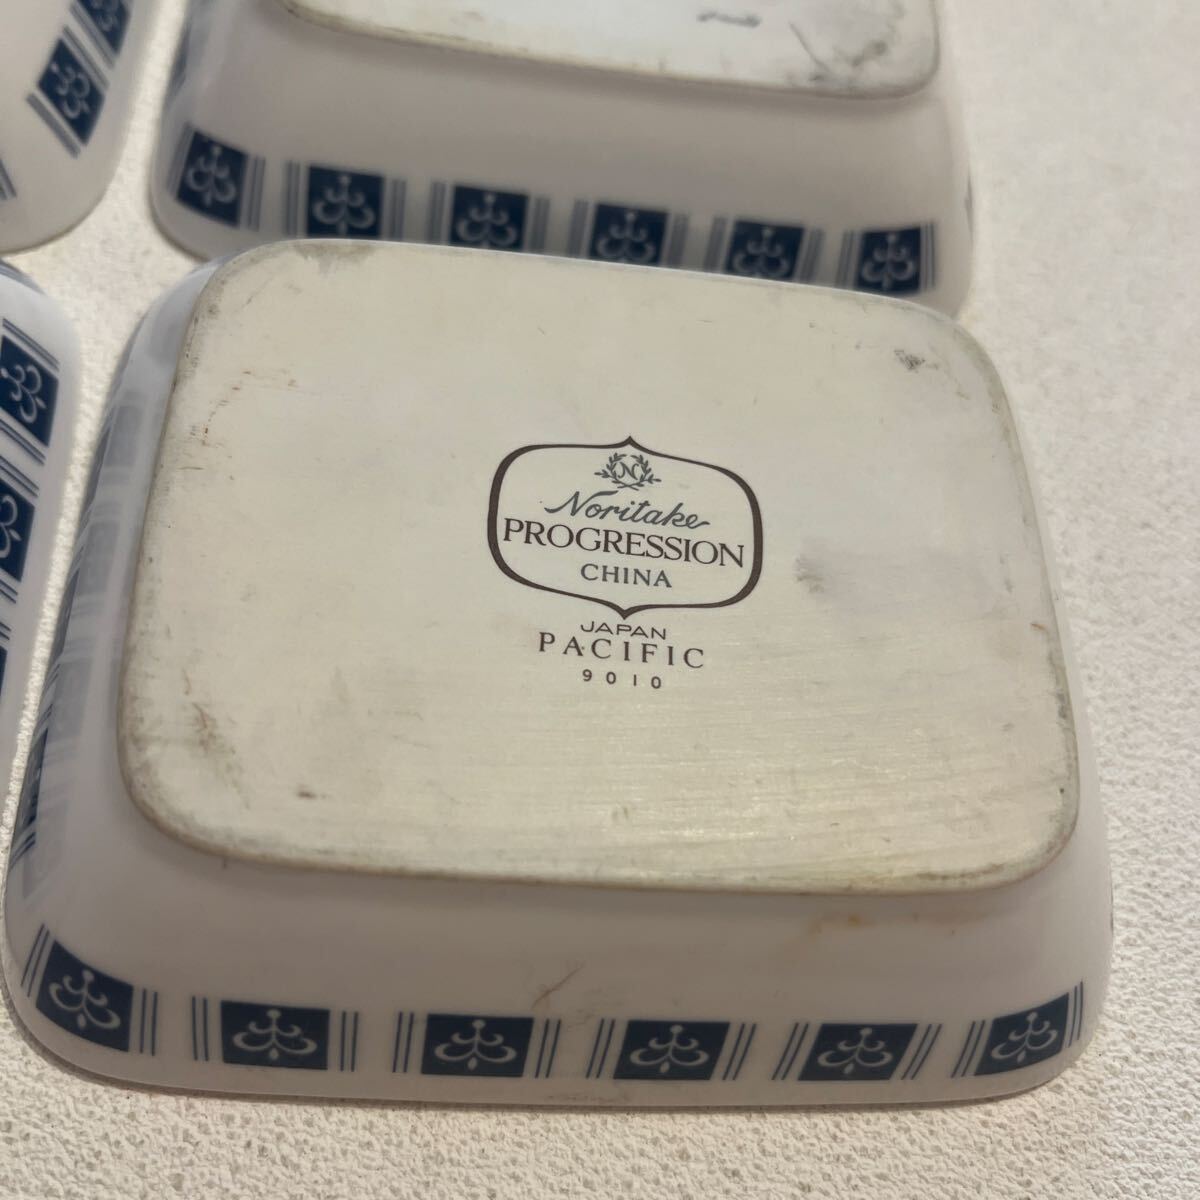 N
Noritake
PROGRESSION
CHINA
JAPAN
PACIFIC
9010